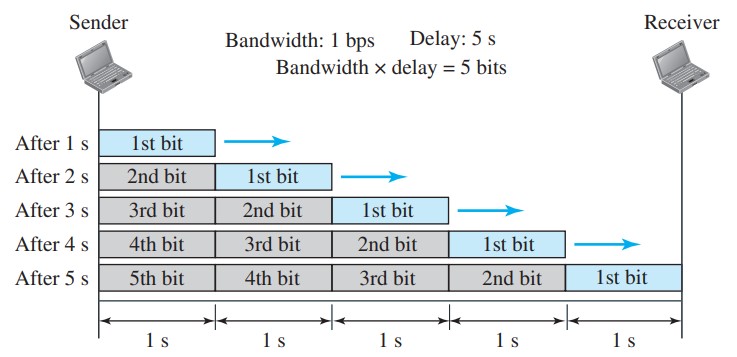 Sender
Receiver
Bandwidth: 1 bps Delay: 5 s
Bandwidth × delay = 5 bits
After 1 s 1st bit
After 2 s 2nd bit 1st bit
After 3 s 3rd bit 2nd bit 1st bit
After 4 s 4th bit 3rd bit 2nd bit 1st bit
After 5 s 5th bit 4th bit 3rd bit 2nd bit 1st bit
1 s 1 s 1 s 1 s 1 s